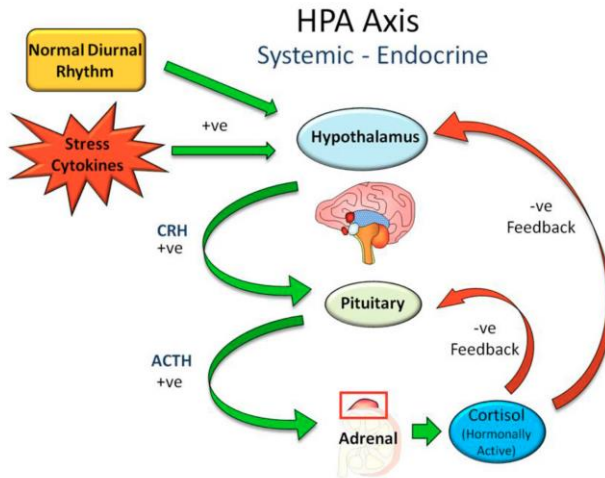 HPA Axis
Systemic - Endocrine
Normal Diurnal
Rhythm
+ve
Stress
Cytokines
Hypothalamus
CRH
+ve
-ve
Feedback
Pituitary
-ve
Feedback
ACTH
+ve
Adrenal
Cortisol
(Hormonally
Active)